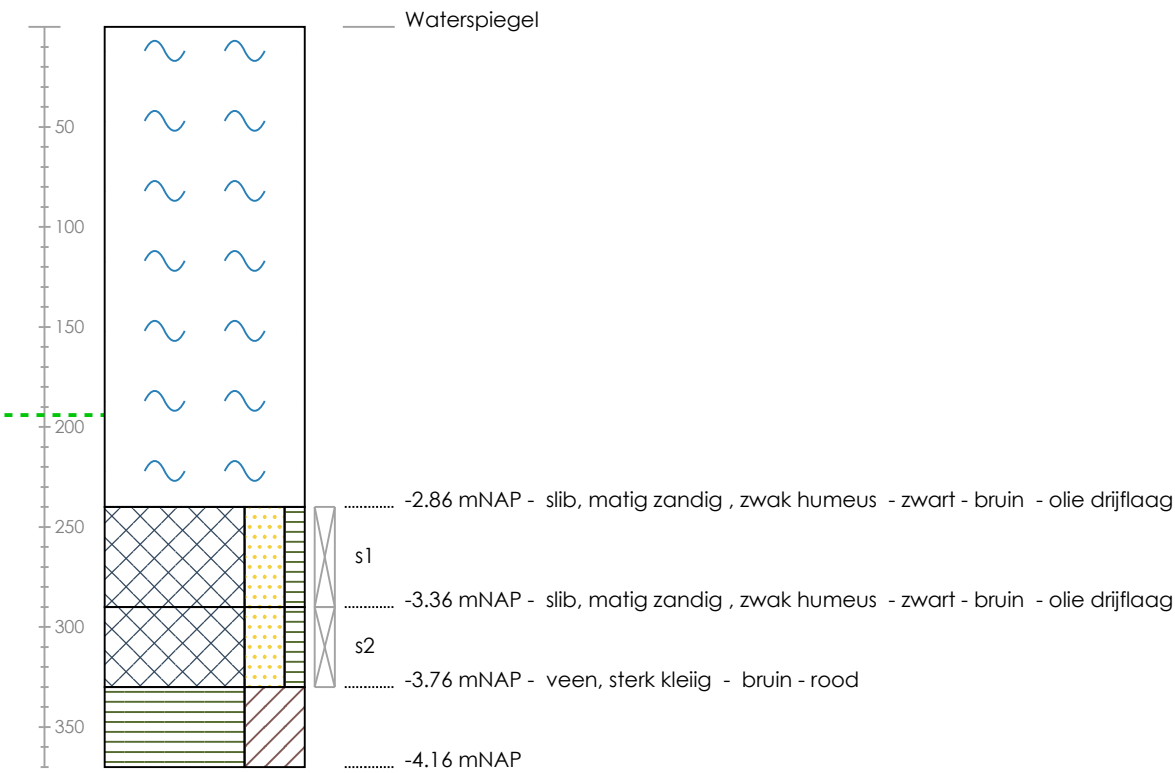 Waterspiegel
50
100
150
200
-2.86 mNAP - slib, matig zandig , zwak humeus - zwart - bruin - olie drijflaag
250
s1
-3.36 mNAP - slib, matig zandig , zwak humeus - zwart - bruin - olie drijflaag
300
s2
-3.76 mNAP - veen, sterk kleiig - bruin - rood
350
-4.16 mNAP